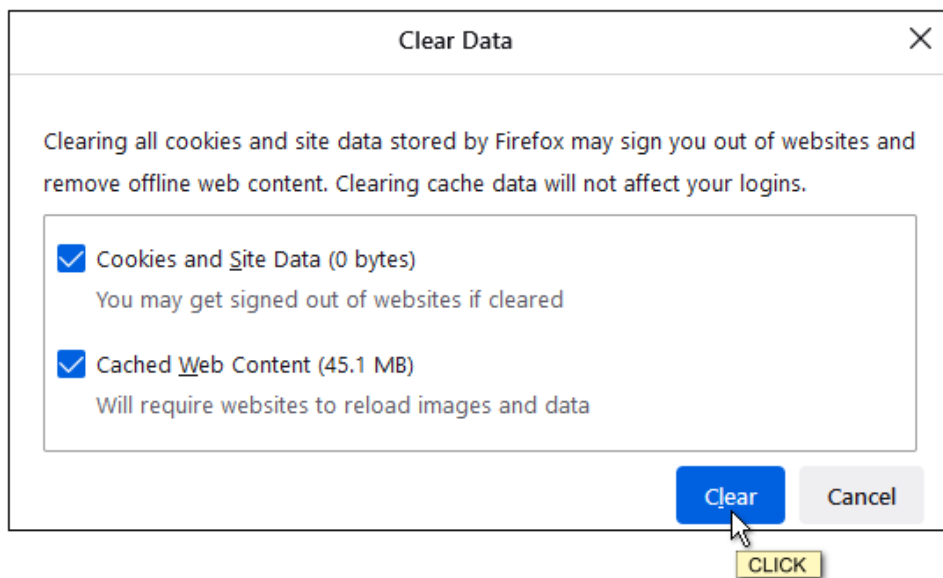 Clear Data
Clearing all cookies and site data stored by Firefox may sign you out of websites and
remove offline web content. Clearing cache data will not affect your logins.
Cookies and Site Data (0 bytes)
You may get signed out of websites if cleared
Cached Web Content (45.1 MB)
Will require websites to reload images and data
Clear Cancel
CLICK